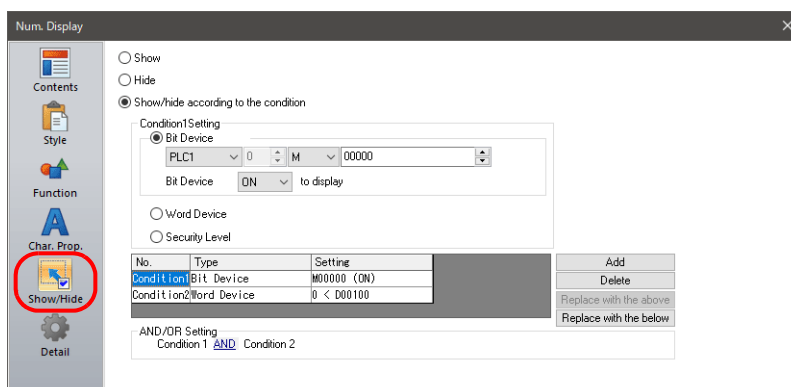 Num. Display
Contents
Style
Function
Char. Prop.
Show/Hide
Detail
Show
Hide
Show/hide according to the condition
Condition1Setting
Bit Device
PLC1 0 M 00000
Bit Device ON to display
Word Device
Security Level
No. Type Setting
Condition1 Bit Device M00000 (ON)
Condition2 Word Device 0 < D00100
Add
Delete
Replace with the above
Replace with the below
AND/OR Setting
Condition 1 AND Condition 2